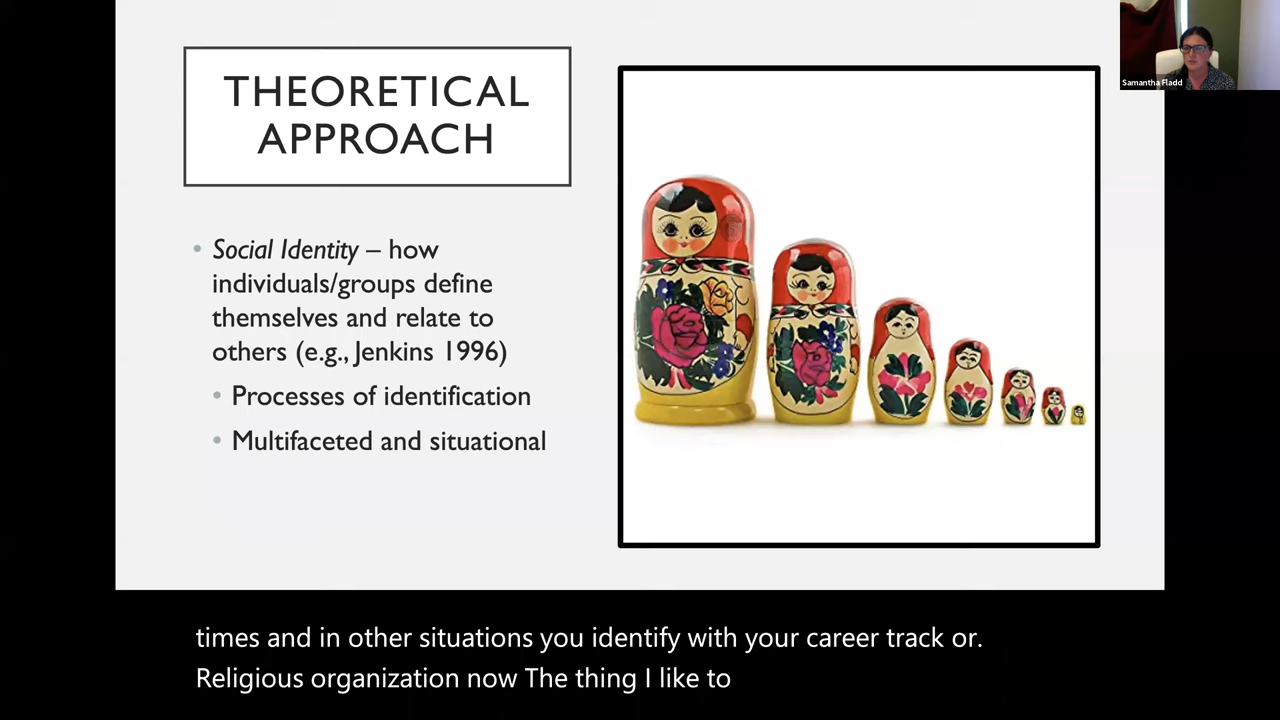 THEORETICAL
APPROACH
Samantha Fladd
• Social Identity – how
individuals/groups define
themselves and relate to
others (e.g., Jenkins 1996)
• Processes of identification
• Multifaceted and situational
times and in other situations you identify with your career track or.
Religious organization now The thing I like to